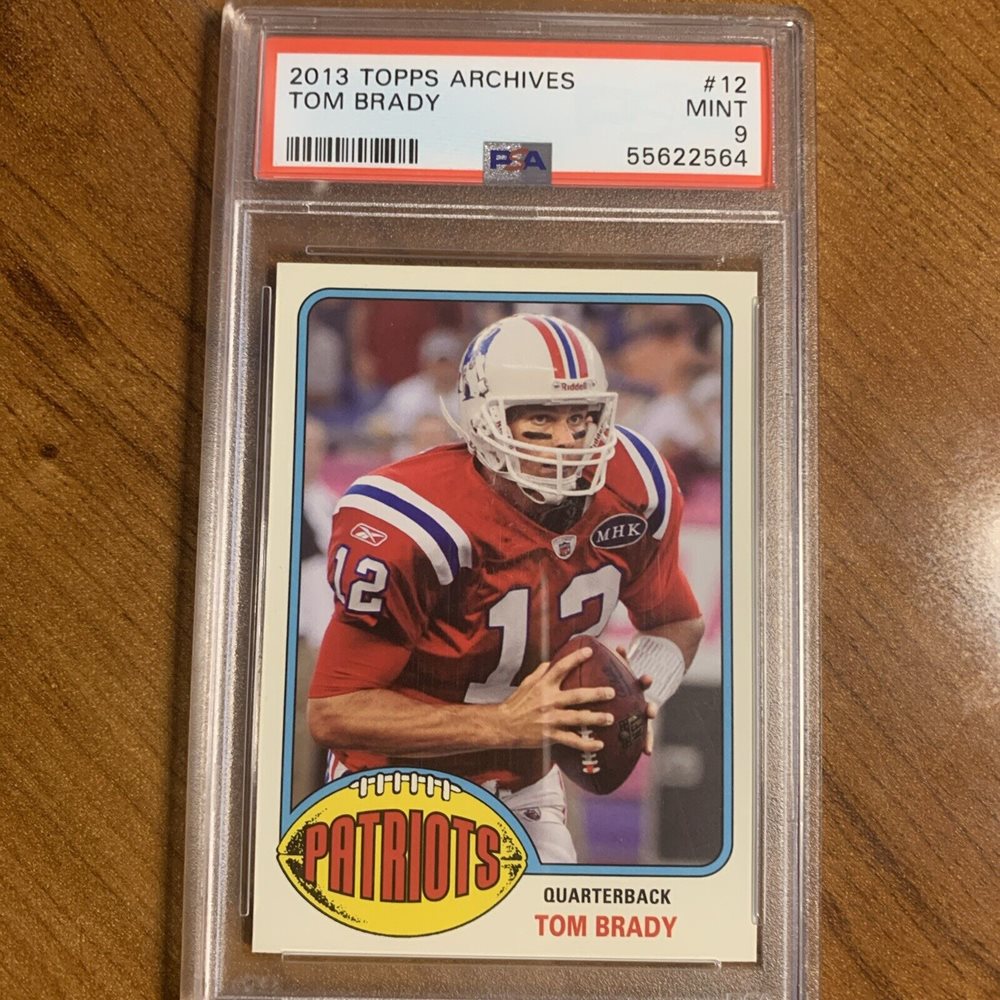 2013 TOPPS ARCHIVES #12
TOM BRADY MINT
9
PSA 55622564
Riddell
MHK
12
12
PATRIOTS
QUARTERBACK
TOM BRADY